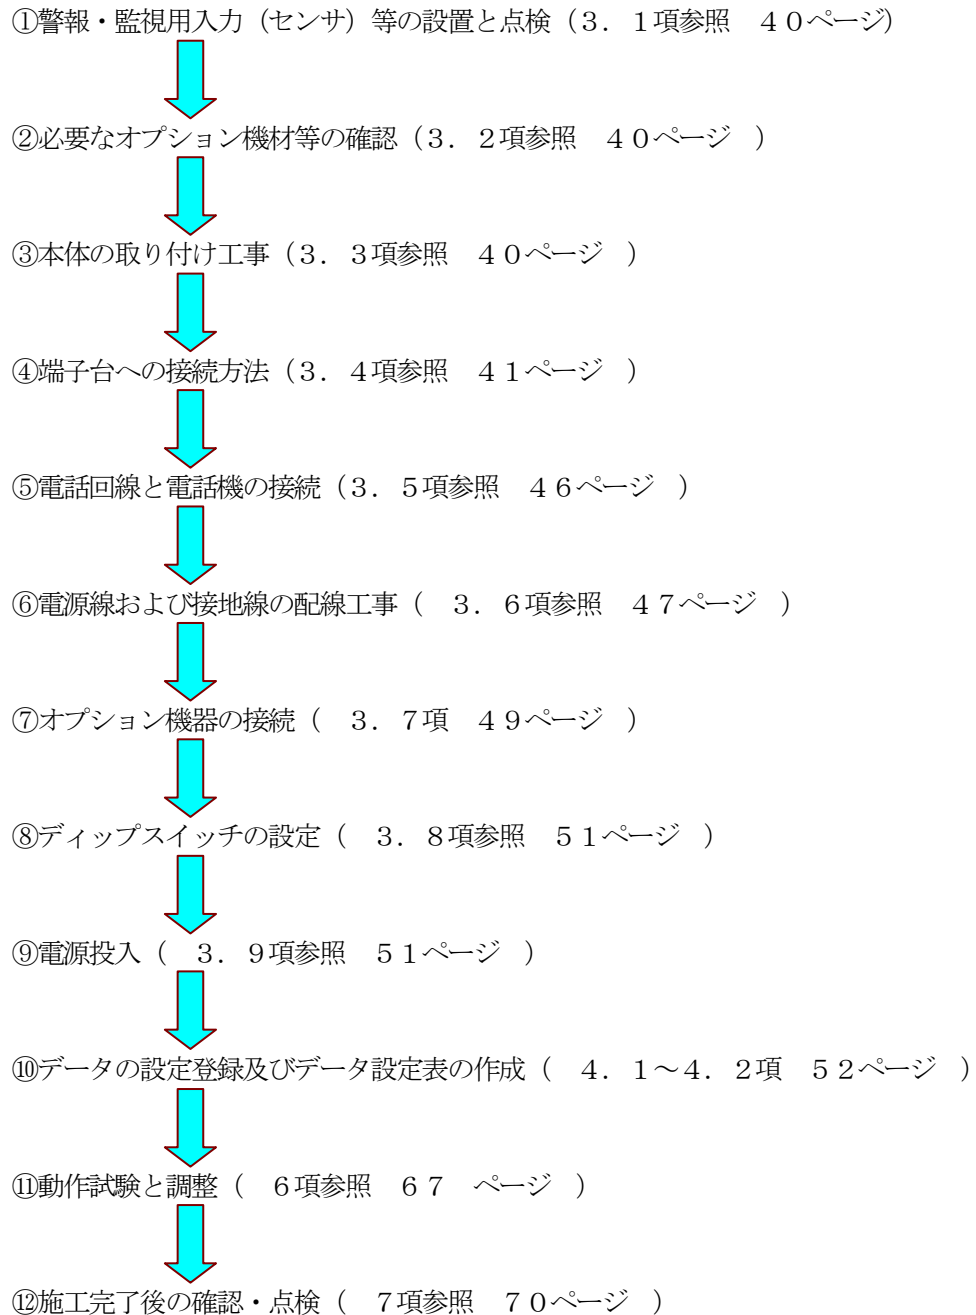 ①警報・監視用入力（センサ）等の設置と点検（３．１項参照　４０ページ）
②必要なオプション機材等の確認（３．２項参照　４０ページ　）
③本体の取り付け工事（３．３項参照　４０ページ　）
④端子台への接続方法（３．４項参照　４１ページ　）
⑤電話回線と電話機の接続（３．５項参照　４６ページ　）
⑥電源線および接地線の配線工事（　３．６項参照　４７ページ　）
⑦オプション機器の接続（　３．７項　４９ページ　）
⑧ディップスイッチの設定（　３．８項参照　５１ページ　）
⑨電源投入（　３．９項参照　５１ページ　）
⑩データの設定登録及びデータ設定表の作成（　４．１～４．２項　５２ページ　）
⑪動作試験と調整（　６項参照　６７　ページ　）
⑫施工完了後の確認・点検（　７項参照　７０ページ　）